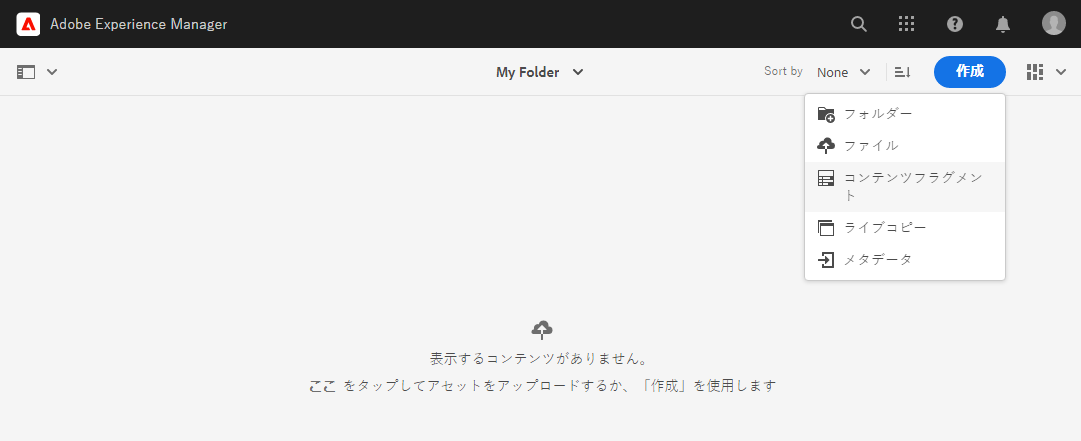 Adobe Experience Manager
My Folder
Sort by None
作成
フォルダー
ファイル
コンテンツフラグメン
ト
ライブコピー
メタデータ
表示するコンテンツがありません。
ここ をタップしてアセットをアップロードするか、「作成」を使用します